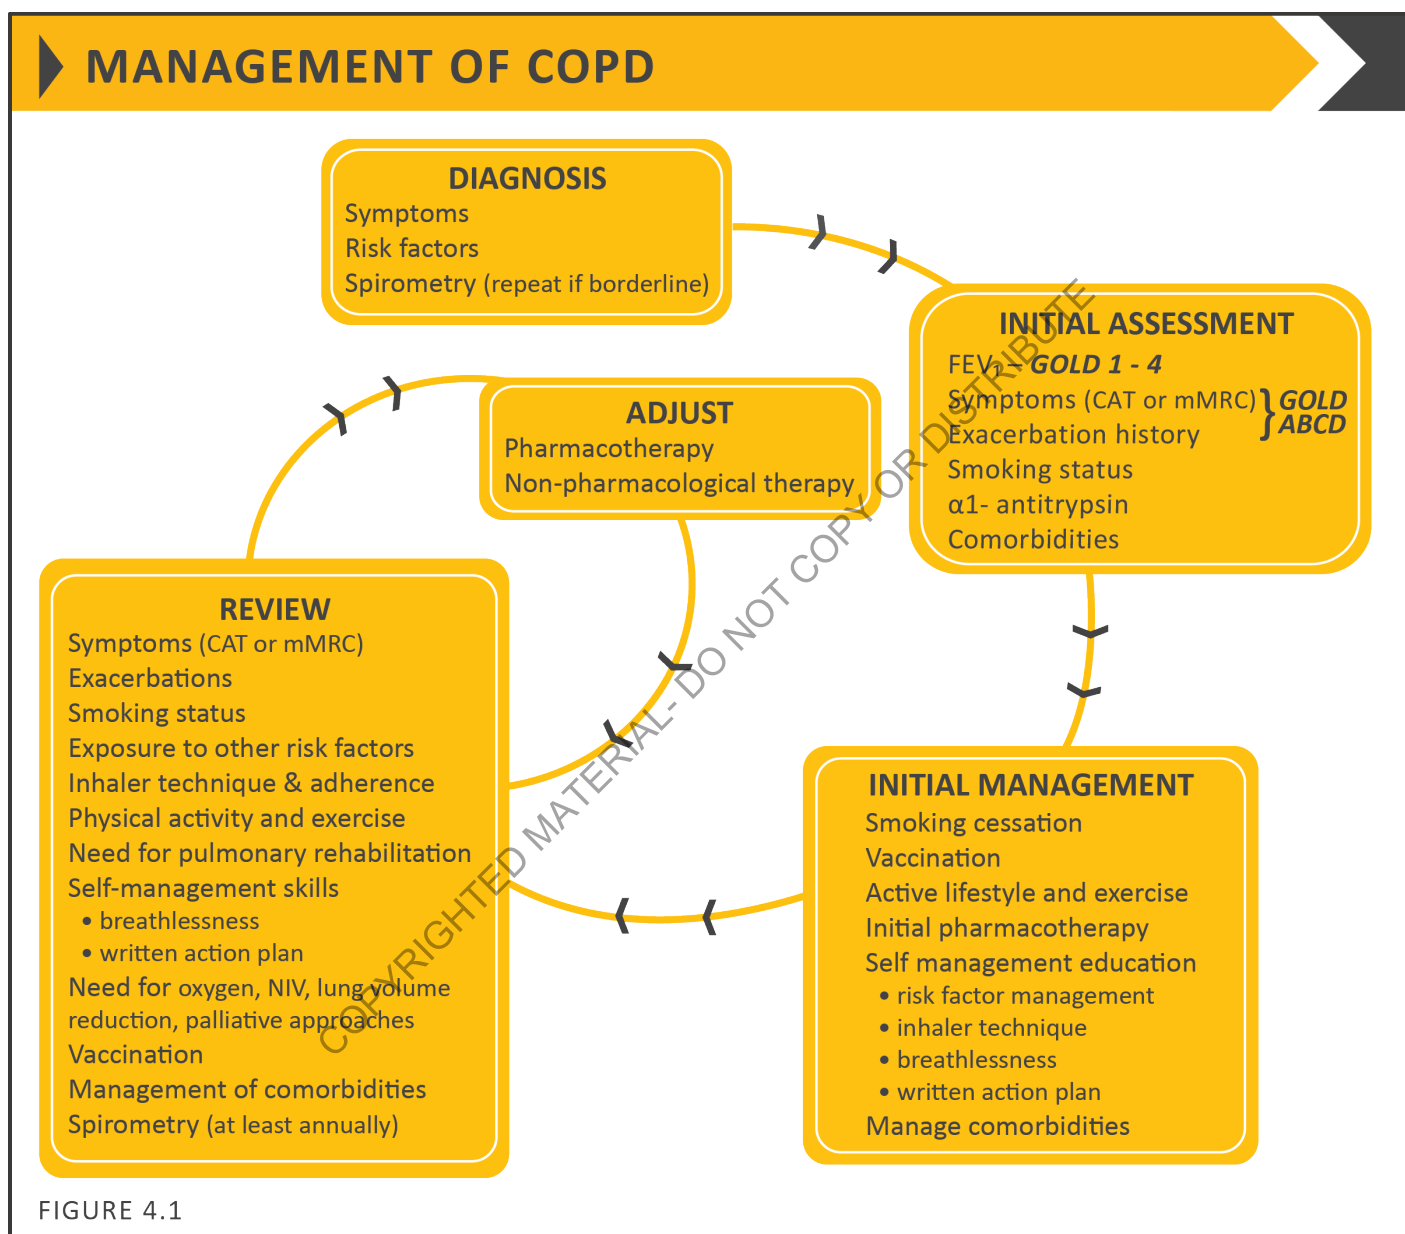 MANAGEMENT OF COPD
DIAGNOSIS
Symptoms
Risk factors
Spirometry (repeat if borderline)
INITIAL ASSESSMENT
FEV₁ – GOLD 1 - 4
Symptoms (CAT or mMRC) } GOLD
Exacerbation history ABCD
Smoking status
α1- antitrypsin
Comorbidities
ADJUST
Pharmacotherapy
Non-pharmacological therapy
REVIEW
Symptoms (CAT or mMRC)
Exacerbations
Smoking status
Exposure to other risk factors
Inhaler technique & adherence
Physical activity and exercise
Need for pulmonary rehabilitation
Self-management skills
• breathlessness
• written action plan
Need for oxygen, NIV, lung volume
reduction, palliative approaches
Vaccination
Management of comorbidities
Spirometry (at least annually)
INITIAL MANAGEMENT
Smoking cessation
Vaccination
Active lifestyle and exercise
Initial pharmacotherapy
Self management education
• risk factor management
• inhaler technique
• breathlessness
• written action plan
Manage comorbidities
COPYRIGHTED MATERIAL- DO NOT COPY OR DISTRIBUTE
FIGURE 4.1